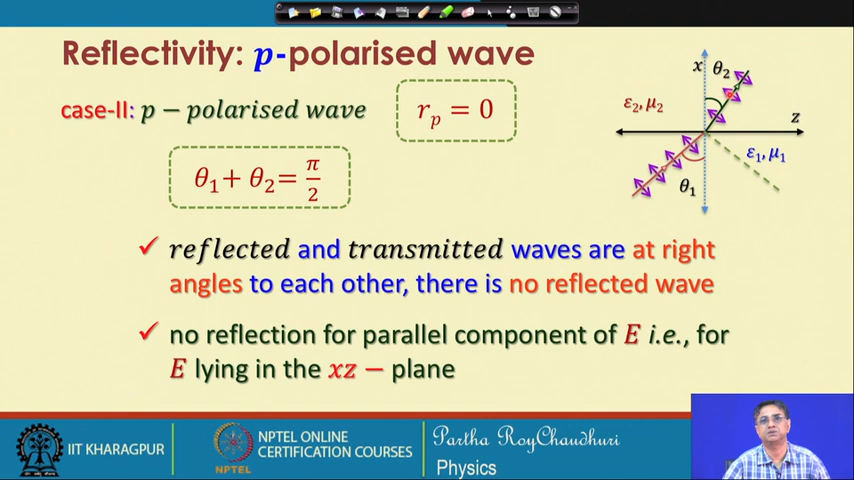 Reflectivity: p-polarised wave
case-II: p − polarised wave
r_p = 0
θ₁+ θ₂= π/2
x
θ₂
ε₂, μ₂
z
ε₁, μ₁
θ₁
✓ reflected and transmitted waves are at right
angles to each other, there is no reflected wave
✓ no reflection for parallel component of E i.e., for
E lying in the xz − plane
IIT KHARAGPUR
NPTEL
NPTEL ONLINE
CERTIFICATION COURSES
Partha RoyChaudhuri
Physics